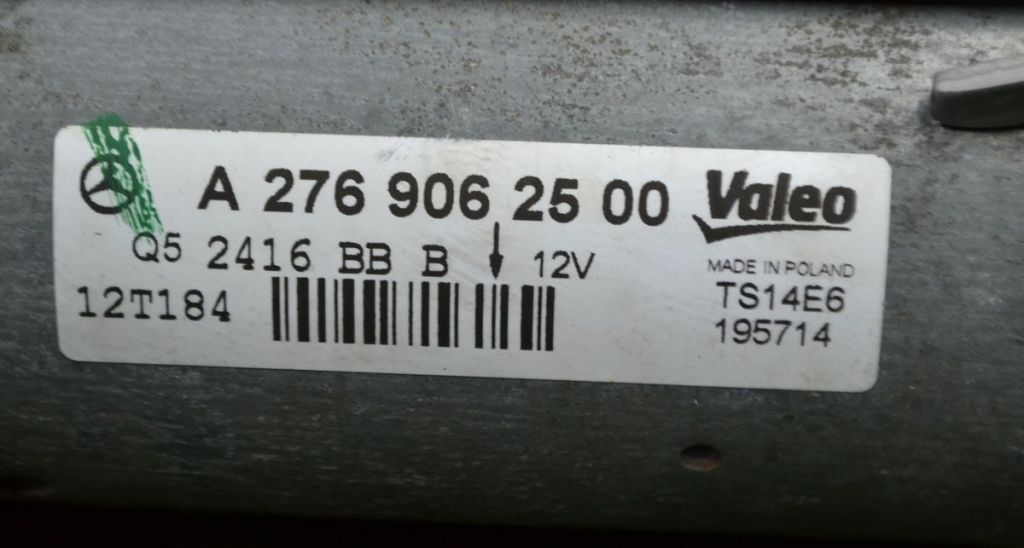 A 276 906 25 00 Valeo
Q5 2416 BB B 12V MADE IN POLAND
12T184 TS14E6
195714